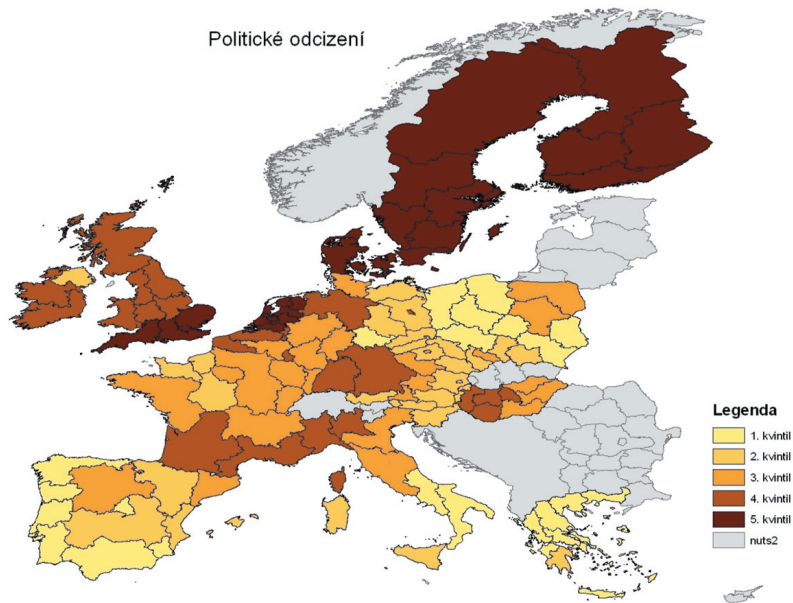 Politické odcizení
Legenda
1. kvintil
2. kvintil
3. kvintil
4. kvintil
5. kvintil
nuts2